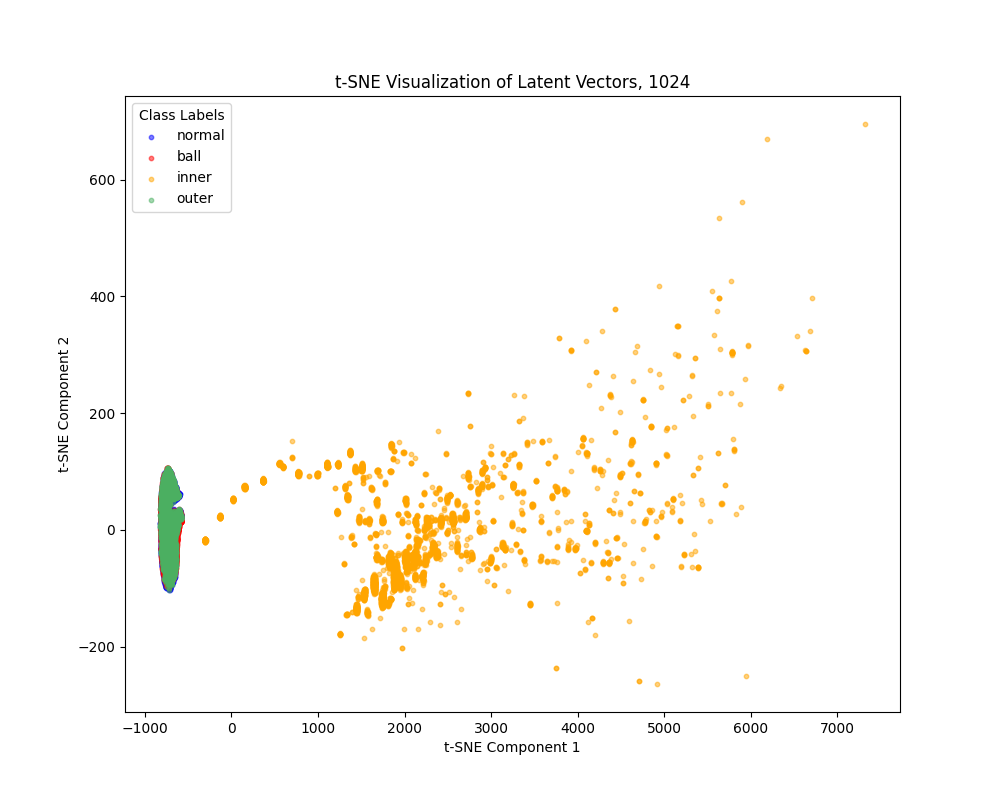 t-SNE Visualization of Latent Vectors, 1024
Class Labels
normal
ball
inner
outer
t-SNE Component 2
600
400
200
0
−200
−1000
0
1000
2000
3000
4000
5000
6000
7000
t-SNE Component 1